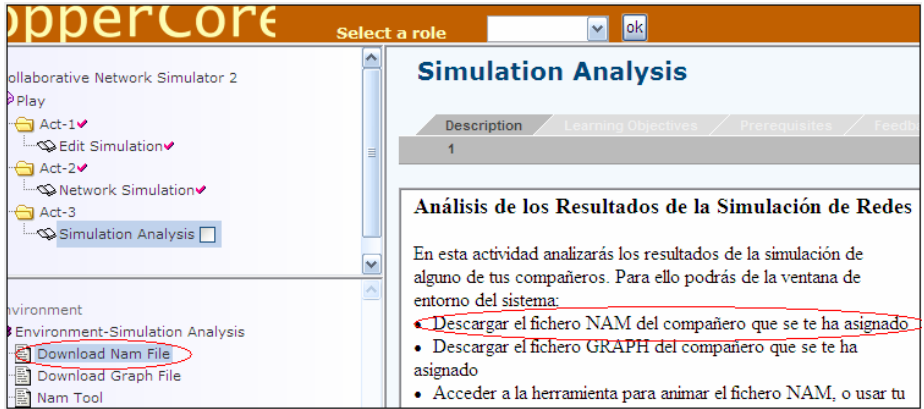 opperCore
Select a role
ok
ollaborative Network Simulator 2
Play
Act-1
Edit Simulation
Act-2
Network Simulation
Act-3
Simulation Analysis
nvironment
Environment-Simulation Analysis
Download Nam File
Download Graph File
Nam Tool
Simulation Analysis
Description Learning Objectives Prerequisites Feedb
1
Análisis de los Resultados de la Simulación de Redes
En esta actividad analizarás los resultados de la simulación de
alguno de tus compañeros. Para ello podrás de la ventana de
entorno del sistema:
• Descargar el fichero NAM del compañero que se te ha asignado
• Descargar el fichero GRAPH del compañero que se te ha
asignado
• Acceder a la herramienta para animar el fichero NAM, o usar tu